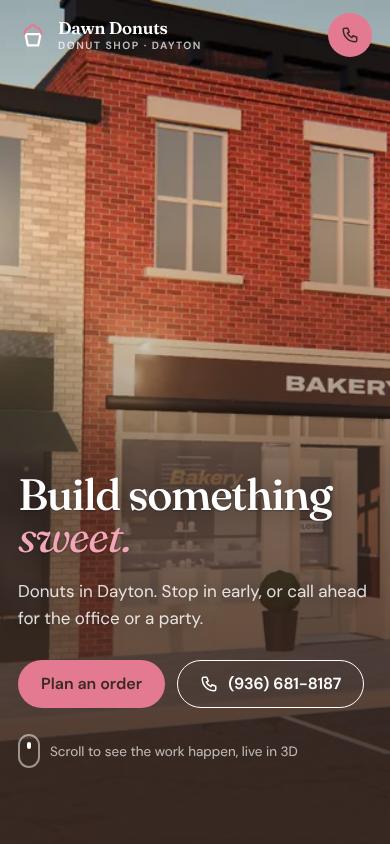 Dawn Donuts
DONUT SHOP · DAYTON
BAKERY
Bakery
CLOSE
Build something
sweet.
Donuts in Dayton. Stop in early, or call ahead
for the office or a party.
Plan an order
(936) 681-8187
Scroll to see the work happen, live in 3D